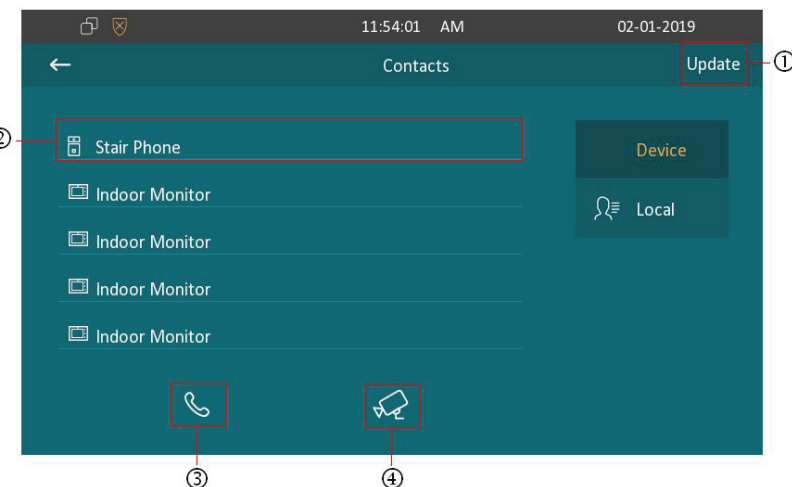 11:54:01 AM 02-01-2019
Contacts Update ①
② Stair Phone Device
Indoor Monitor Local
Indoor Monitor
Indoor Monitor
Indoor Monitor
③ ④